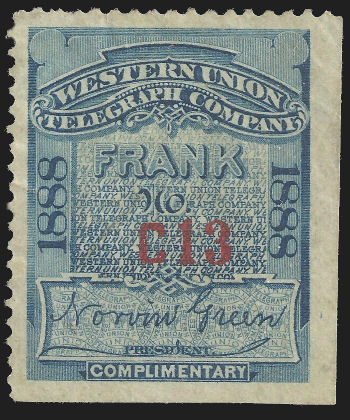 WESTERN UNION
TELEGRAPH COMPANY
1888
FRANK
No.
C13
1888
Norvin Green
PRESIDENT.
COMPLIMENTARY